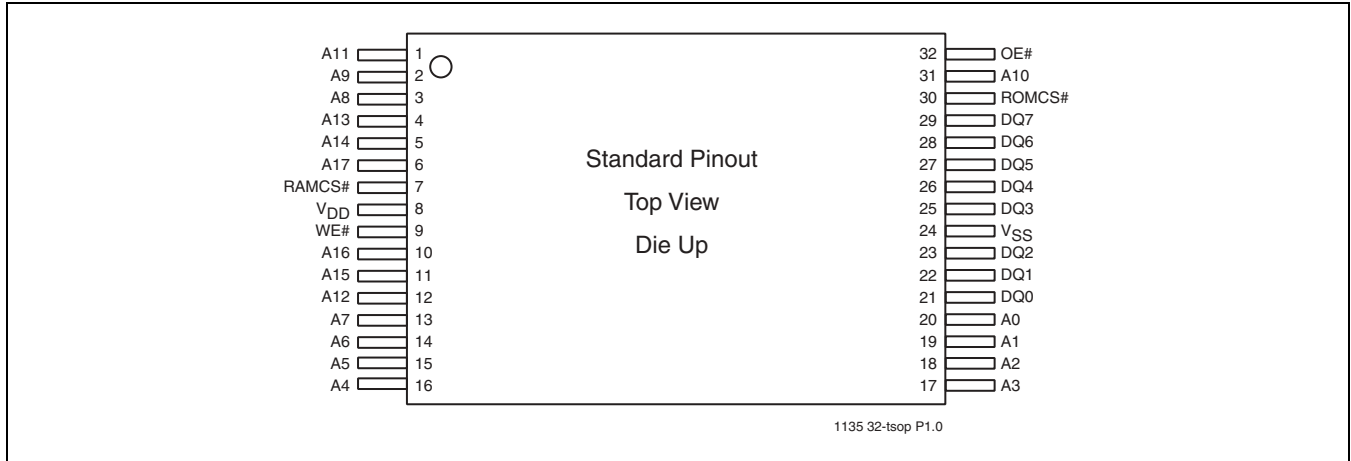 A11 1 32 OE#
A9 2 31 A10
A8 3 30 ROMCS#
A13 4 29 DQ7
A14 5 28 DQ6
A17 6 27 DQ5
RAMCS# 7 26 DQ4
VDD 8 25 DQ3
WE# 9 24 VSS
A16 10 23 DQ2
A15 11 22 DQ1
A12 12 21 DQ0
A7 13 20 A0
A6 14 19 A1
A5 15 18 A2
A4 16 17 A3
Standard Pinout
Top View
Die Up
1135 32-tsop P1.0